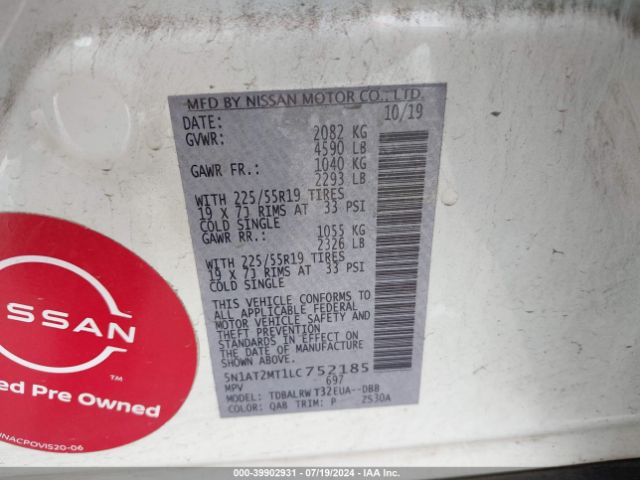 MFD BY NISSAN MOTOR CO., LTD.
DATE: 10/19
GVWR: 2082 KG
4590 LB
GAWR FR.: 1040 KG
2293 LB
WITH 225/55R19 TIRES
19 X 7J RIMS AT 33 PSI
COLD SINGLE
GAWR RR.: 1055 KG
2326 LB
WITH 225/55R19 TIRES
19 X 7J RIMS AT 33 PSI
COLD SINGLE
THIS VEHICLE CONFORMS TO
ALL APPLICABLE FEDERAL
MOTOR VEHICLE SAFETY AND
THEFT PREVENTION
STANDARDS IN EFFECT ON THE
DATE OF MANUFACTURE
SHOWN ABOVE.
5N1AT2MT1LC752185
MPV 697
MODEL: TDBALRWT32EUA--DBB
COLOR: QAB TRIM: P ZS30A
SSAN
ed Pre Owned
NACPOVIS20-06
000-39902931 - 07/19/2024 - IAA Inc.